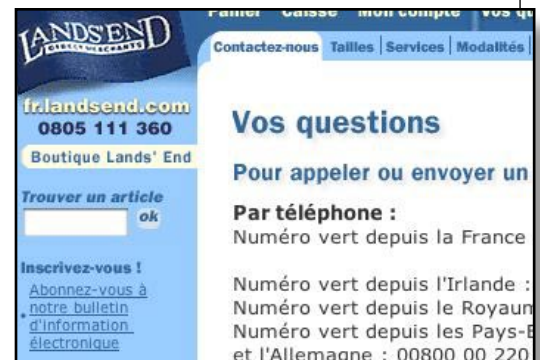 Panier Caisse Mon compte Vos
LANDS'END
DIRECT MERCHANTS
Contactez-nous Tailles | Services | Modalités |
fr.landsend.com
0805 111 360
Boutique Lands' End
Trouver un article
ok
Inscrivez-vous !
Abonnez-vous à
notre bulletin
d'information
électronique
Vos questions
Pour appeler ou envoyer un
Par téléphone :
Numéro vert depuis la France
Numéro vert depuis l'Irlande :
Numéro vert depuis le
Numéro vert depuis les
et l'Allemagne : 00800 00 220